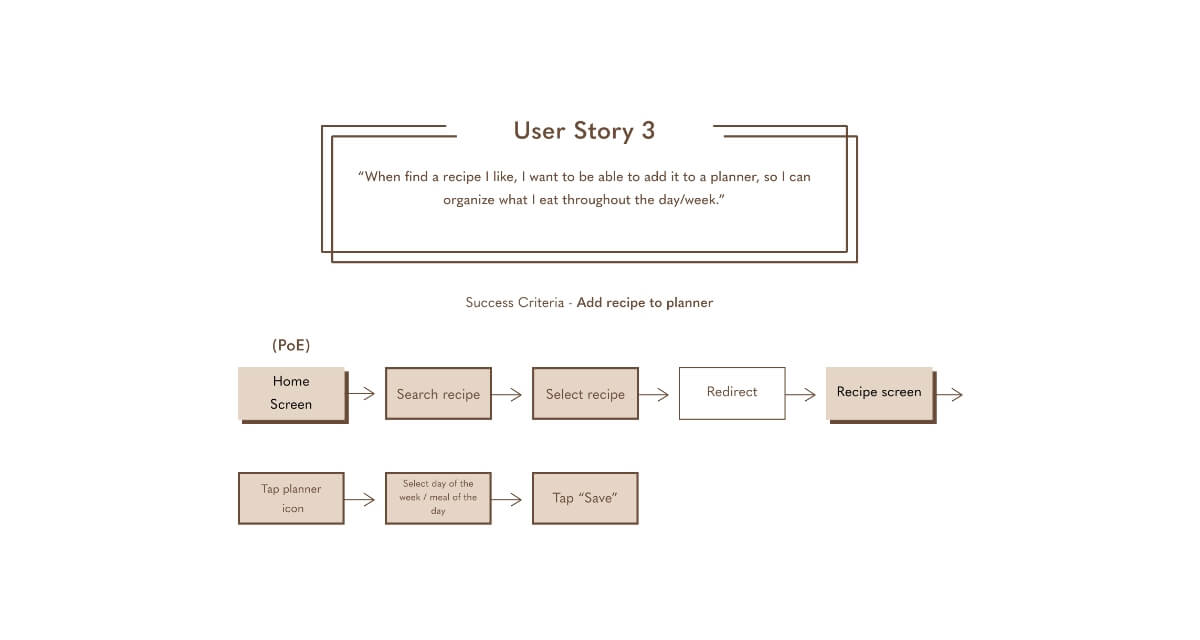 User Story 3
“When find a recipe I like, I want to be able to add it to a planner, so I can
organize what I eat throughout the day/week.”
Success Criteria - Add recipe to planner
(PoE)
Home
Screen
Search recipe
Select recipe
Redirect
Recipe screen
Tap planner
icon
Select day of the
week / meal of the
day
Tap “Save”